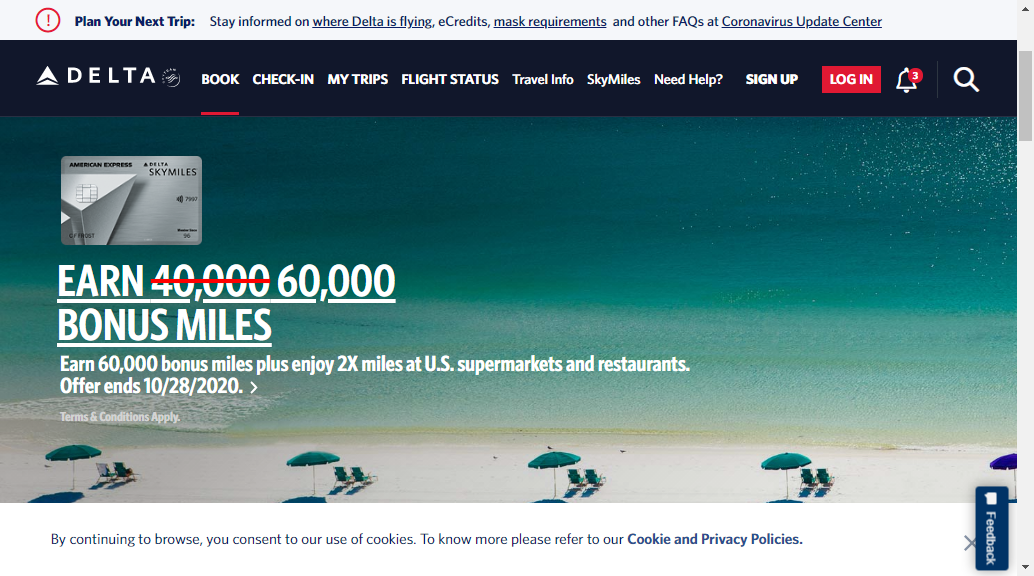 Plan Your Next Trip: Stay informed on where Delta is flying, eCredits, mask requirements and other FAQs at Coronavirus Update Center
DELTA BOOK CHECK-IN MY TRIPS FLIGHT STATUS Travel Info SkyMiles Need Help? SIGN UP LOG IN 3
AMERICAN EXPRESS DELTA
SKYMILES
7997
C F FROST
96
EARN 40,000 60,000
BONUS MILES
Earn 60,000 bonus miles plus enjoy 2X miles at U.S. supermarkets and restaurants.
Offer ends 10/28/2020. >
Terms & Conditions Apply.
Feedback
By continuing to browse, you consent to our use of cookies. To know more please refer to our Cookie and Privacy Policies.